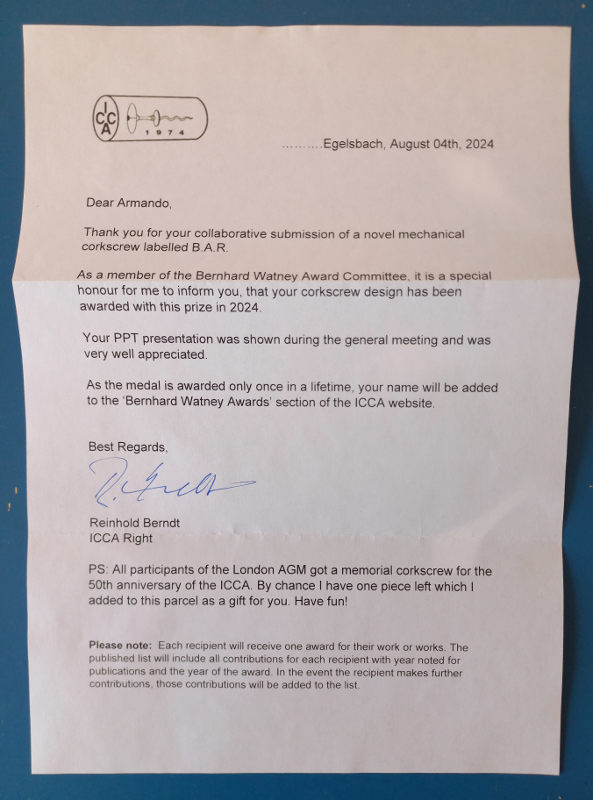 I
CC
A
1974
..........Egelsbach, August 04th, 2024
Dear Armando,
Thank you for your collaborative submission of a novel mechanical
corkscrew labelled B.A.R.
As a member of the Bernhard Watney Award Committee, it is a special
honour for me to inform you, that your corkscrew design has been
awarded with this prize in 2024.
Your PPT presentation was shown during the general meeting and was
very well appreciated.
As the medal is awarded only once in a lifetime, your name will be added
to the ‘Bernhard Watney Awards’ section of the ICCA website.
Best Regards,
Reinhold Berndt
ICCA Right
PS: All participants of the London AGM got a memorial corkscrew for the
50th anniversary of the ICCA. By chance I have one piece left which I
added to this parcel as a gift for you. Have fun!
Please note: Each recipient will receive one award for their work or works. The
published list will include all contributions for each recipient with year noted for
publications and the year of the award. In the event the recipient makes further
contributions, those contributions will be added to the list.